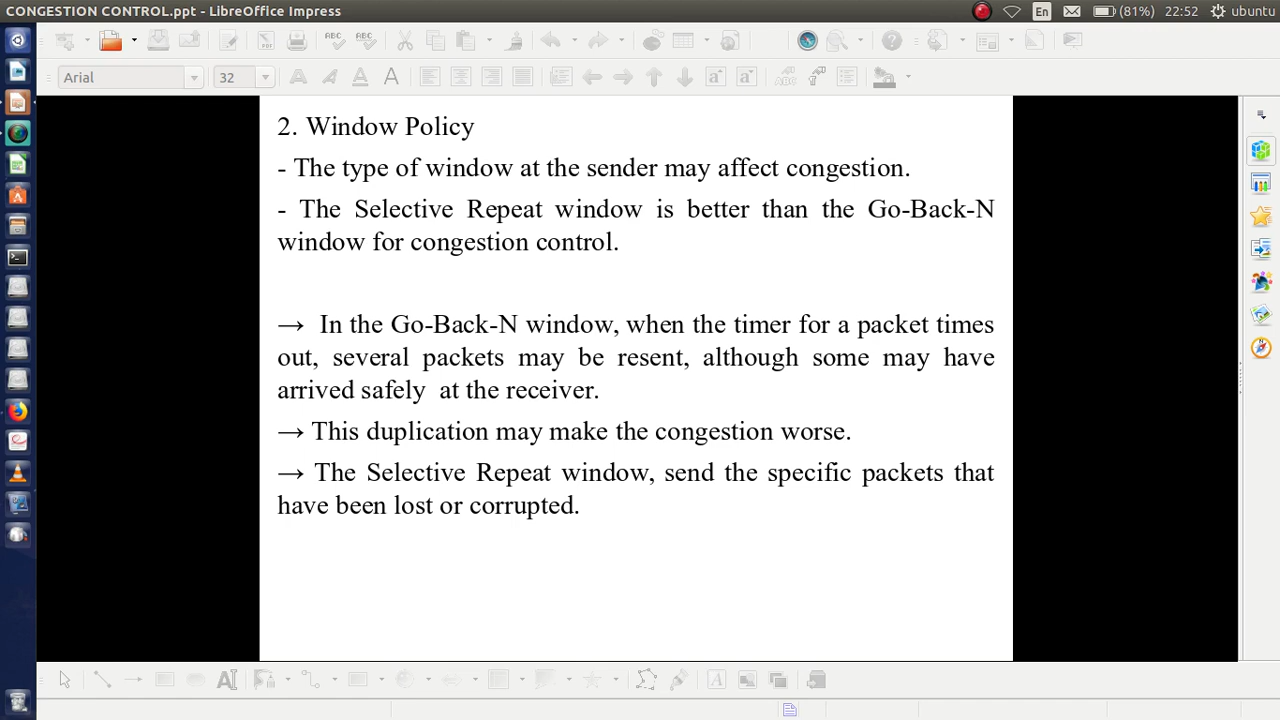 CONGESTION CONTROL.ppt - LibreOffice Impress
En
(81%)
22:52
ubuntu
Arial
32
2. Window Policy
- The type of window at the sender may affect congestion.
- The Selective Repeat window is better than the Go-Back-N
window for congestion control.
→ In the Go-Back-N window, when the timer for a packet times
out, several packets may be resent, although some may have
arrived safely at the receiver.
→ This duplication may make the congestion worse.
→ The Selective Repeat window, send the specific packets that
have been lost or corrupted.